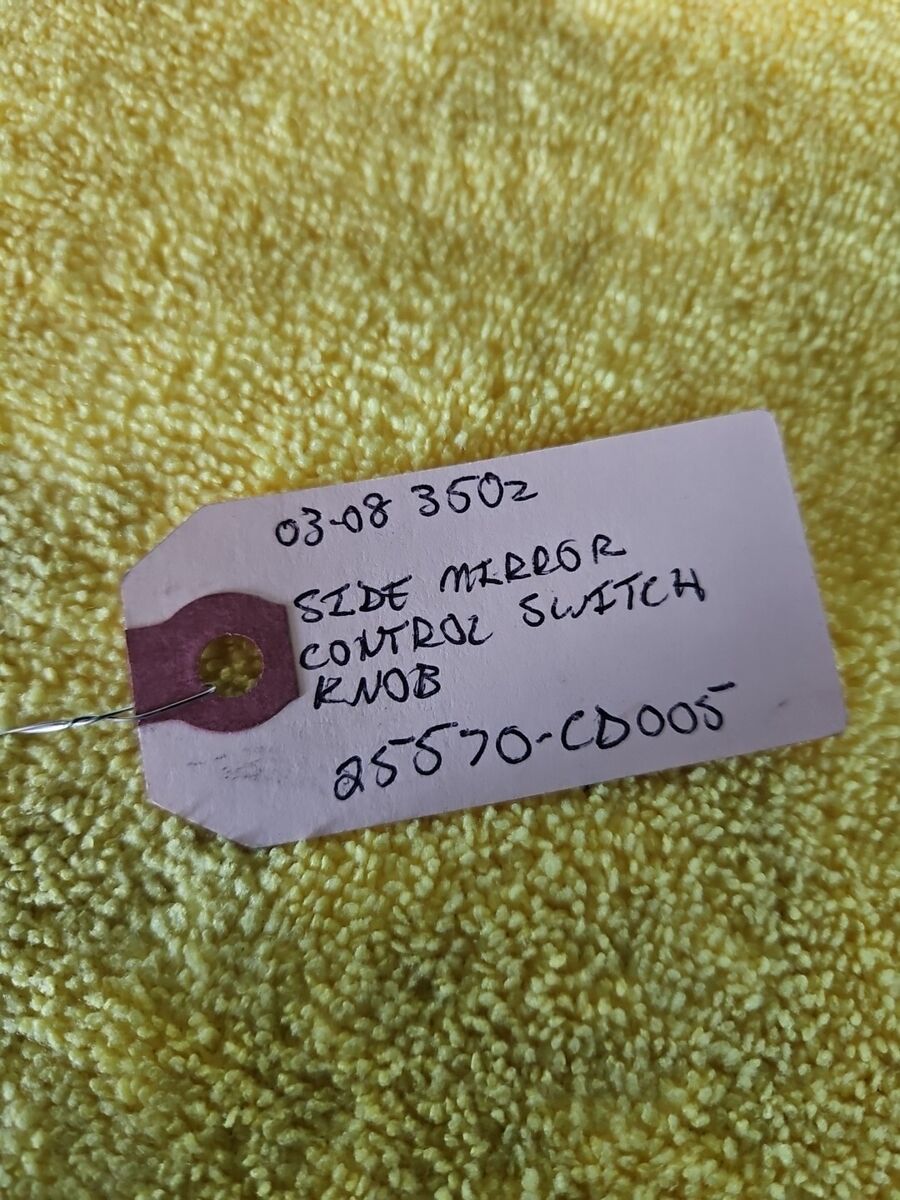 03-08 350z
SIDE MIRROR
CONTROL SWITCH
KNOB
25570-CD005